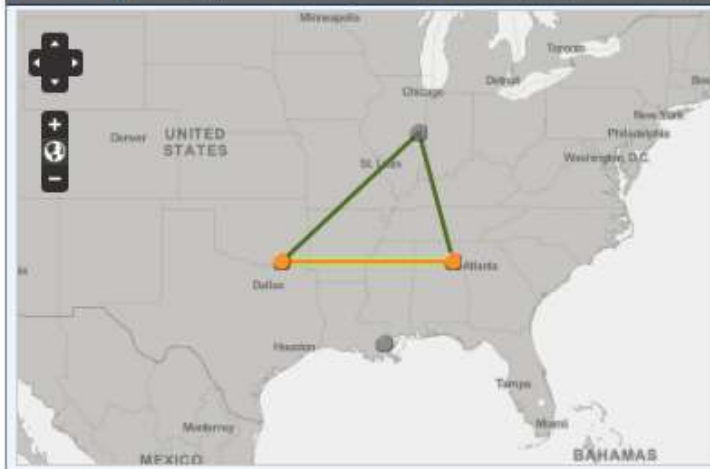 Minneapolis
Toronto
Detroit
Chicago
New York
Denver
UNITED
STATES
Philadelphia
Washington, D.C.
St. Louis
Atlanta
Dallas
Houston
Tampa
Monterrey
Miami
MEXICO
BAHAMAS